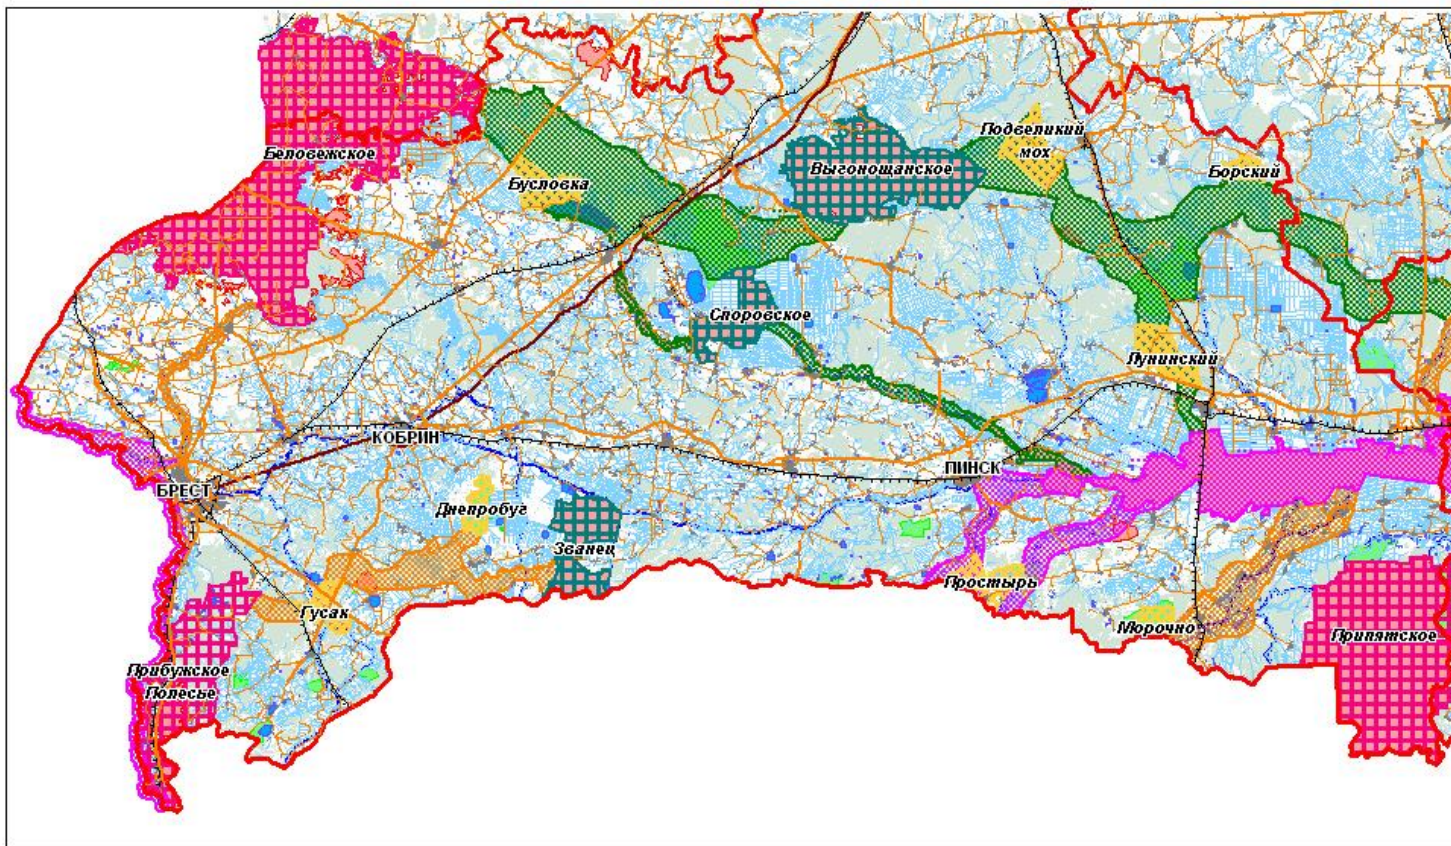 Подвеликий
мох
Беловежское
Бусловка
Выгонощанское
Борский
Споровское
Лунинский
КОБРИН
ПИНСК
БРЕСТ
Днепробуг
Званец
Гусак
Простырь
Морочно
Припятское
Прибужское
Полесье